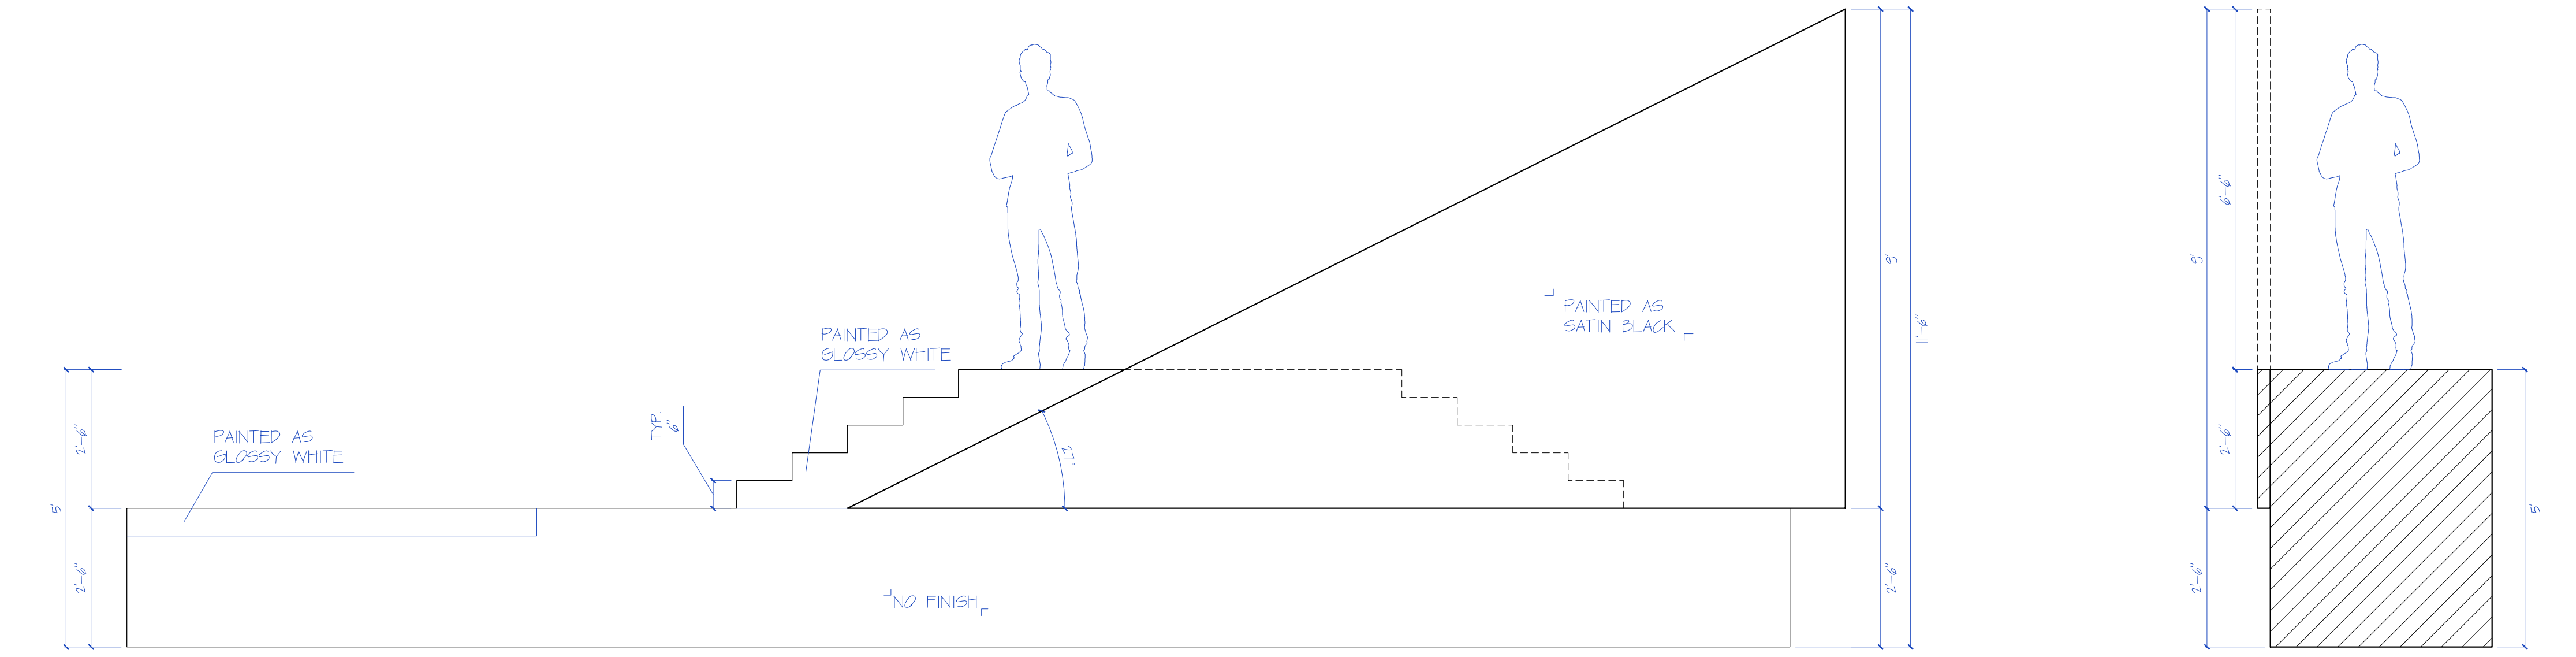 5'
2'-6"
2'-6"
PAINTED AS
GLOSSY WHITE
TYP.
6"
PAINTED AS
GLOSSY WHITE
27°
NO FINISH
PAINTED AS
SATIN BLACK
9'
2'-6"
11'-6"
9'
2'-6"
6'-6"
2'-6"
5'